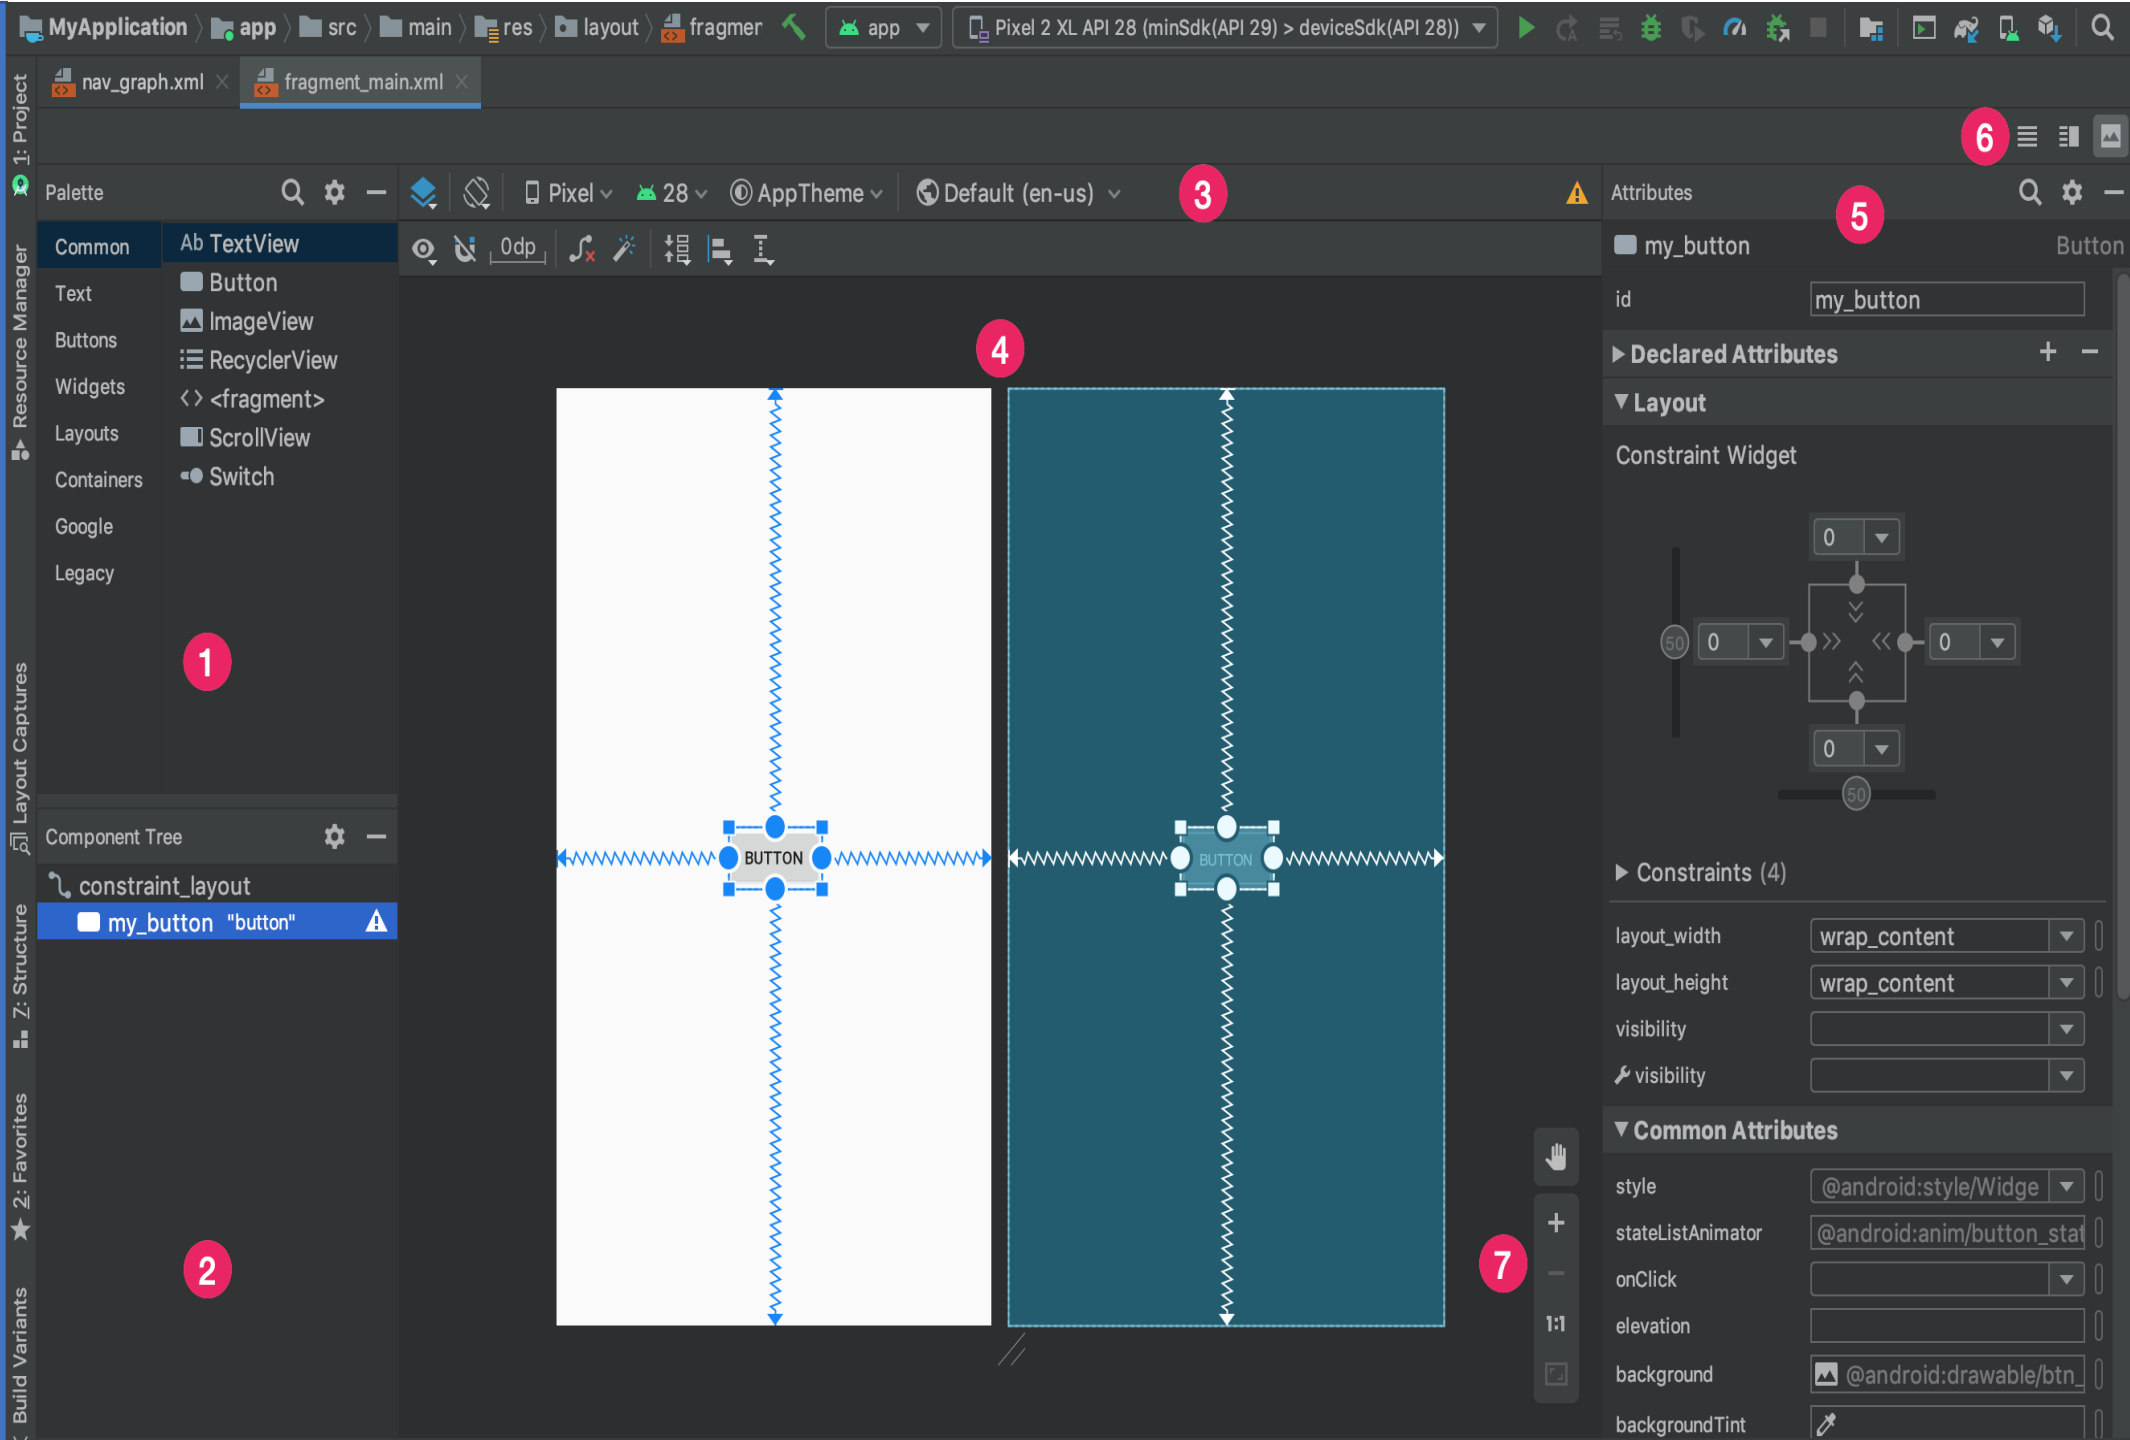 MyApplication app src main res layout fragmer app Pixel 2 XL API 28 (minSdk(API 29) > deviceSdk(API 28))
nav_graph.xml fragment_main.xml
1: Project
Resource Manager
Layout Captures
Z: Structure
2: Favorites
Build Variants
6
Palette
Pixel 28 AppTheme Default (en-us) 3
0dp
Common
Text
Buttons
Widgets
Layouts
Containers
Google
Legacy
Ab TextView
Button
ImageView
RecyclerView
<> <fragment>
ScrollView
Switch
1
Component Tree
constraint_layout
my_button "button"
2
4
BUTTON
BUTTON
7
1:1
Attributes
5
my_button Button
id my_button
Declared Attributes
Layout
Constraint Widget
0
50 0 0
0
50
Constraints (4)
layout_width wrap_content
layout_height wrap_content
visibility
visibility
Common Attributes
style @android:style/Widge
stateListAnimator @android:anim/button_stat
onClick
elevation
background @android:drawable/btn_
backgroundTint